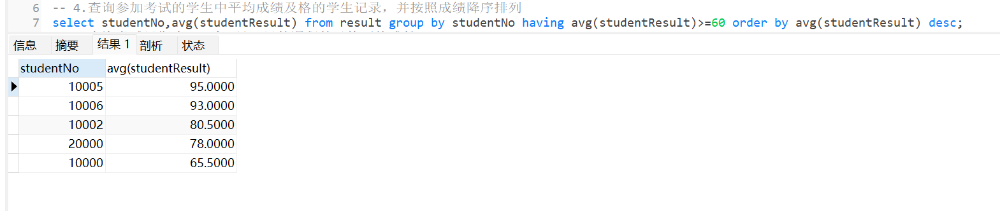 6 -- 4.查询参加考试的学生中平均成绩及格的学生记录，并按照成绩降序排列
7 select studentNo,avg(studentResult) from result group by studentNo having avg(studentResult)>=60 order by avg(studentResult) desc;
信息 摘要 结果 1 剖析 状态
studentNo avg(studentResult)
10005 95.0000
10006 93.0000
10002 80.5000
20000 78.0000
10000 65.5000